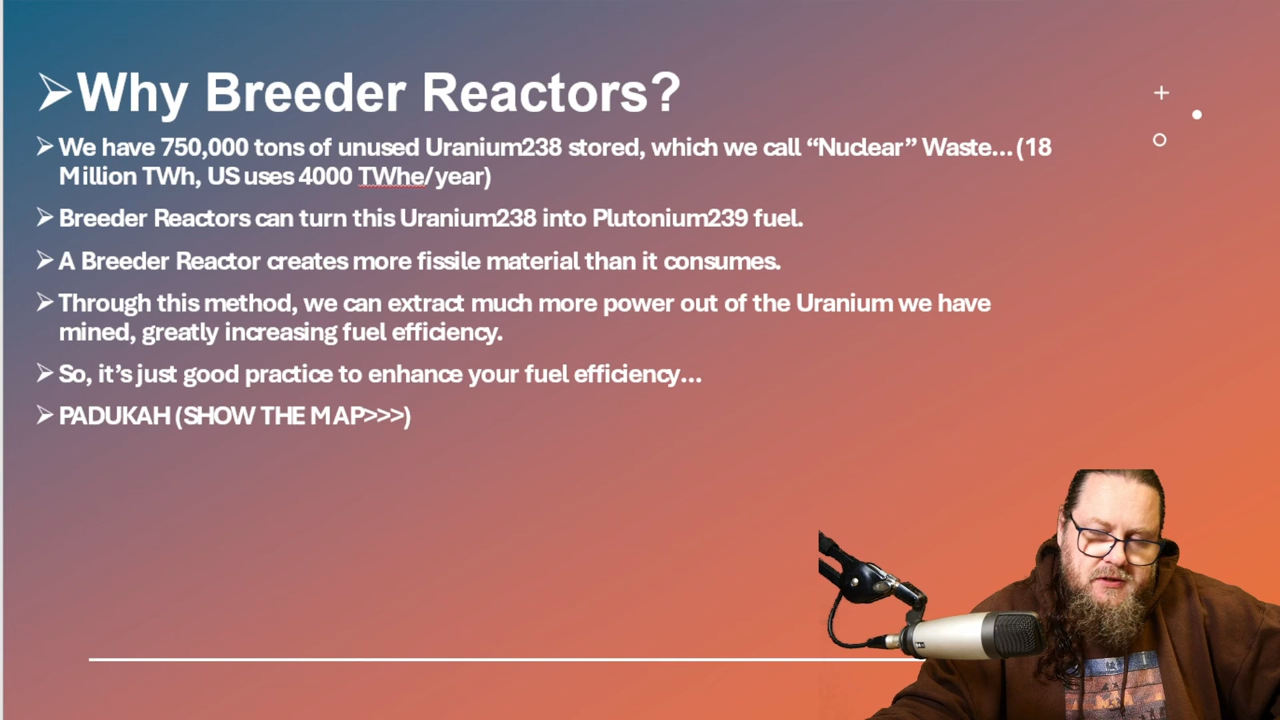 ➢Why Breeder Reactors?
➢ We have 750,000 tons of unused Uranium238 stored, which we call “Nuclear” Waste…(18
Million TWh, US uses 4000 TWhe/year)
➢ Breeder Reactors can turn this Uranium238 into Plutonium239 fuel.
➢ A Breeder Reactor creates more fissile material than it consumes.
➢ Through this method, we can extract much more power out of the Uranium we have
mined, greatly increasing fuel efficiency.
➢ So, it’s just good practice to enhance your fuel efficiency…
➢ PADUKAH (SHOW THE MAP>>>)